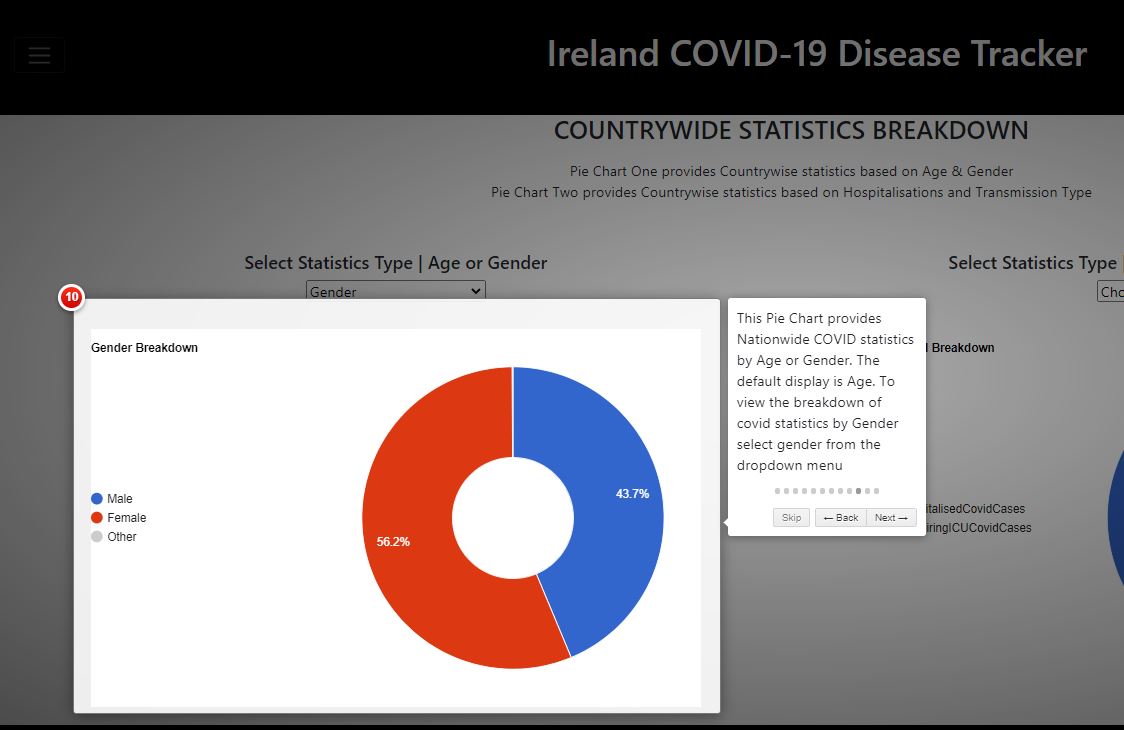 Ireland COVID-19 Disease Tracker
COUNTRYWIDE STATISTICS BREAKDOWN
Pie Chart One provides Countrywise statistics based on Age & Gender
Pie Chart Two provides Countrywise statistics based on Hospitalisations and Transmission Type
Select Statistics Type | Age or Gender
Select Statistics Type |
Gender
Cho
10
Gender Breakdown
Male
Female
Other
43.7%
56.2%
This Pie Chart provides
Nationwide COVID statistics
by Age or Gender. The
default display is Age. To
view the breakdown of
covid statistics by Gender
select gender from the
dropdown menu
Skip
← Back
Next →
l Breakdown
italisedCovidCases
iringICUCovidCases